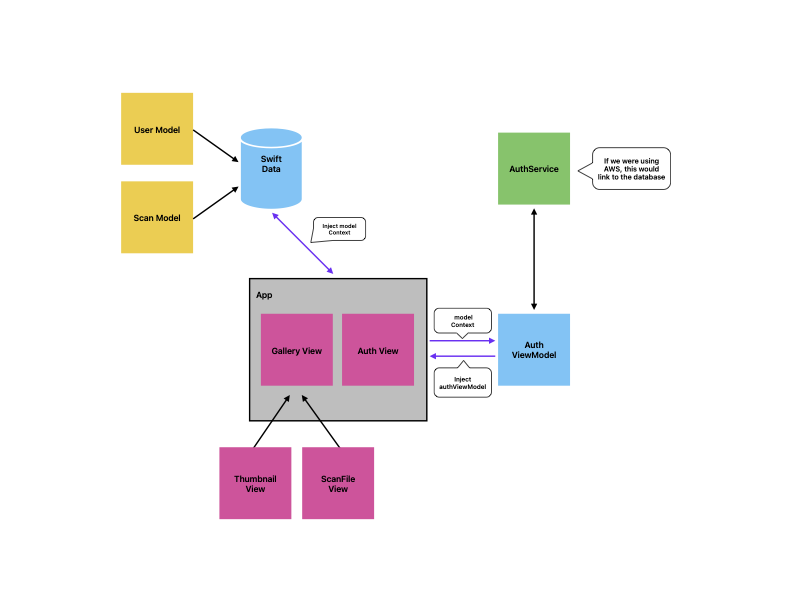 User Model
Swift
Data
AuthService
If we were using
AWS, this would
link to the database
Scan Model
Inject model
Context
App
Gallery View
Auth View
model
Context
Auth
ViewModel
Inject
authViewModel
Thumbnail
View
ScanFile
View